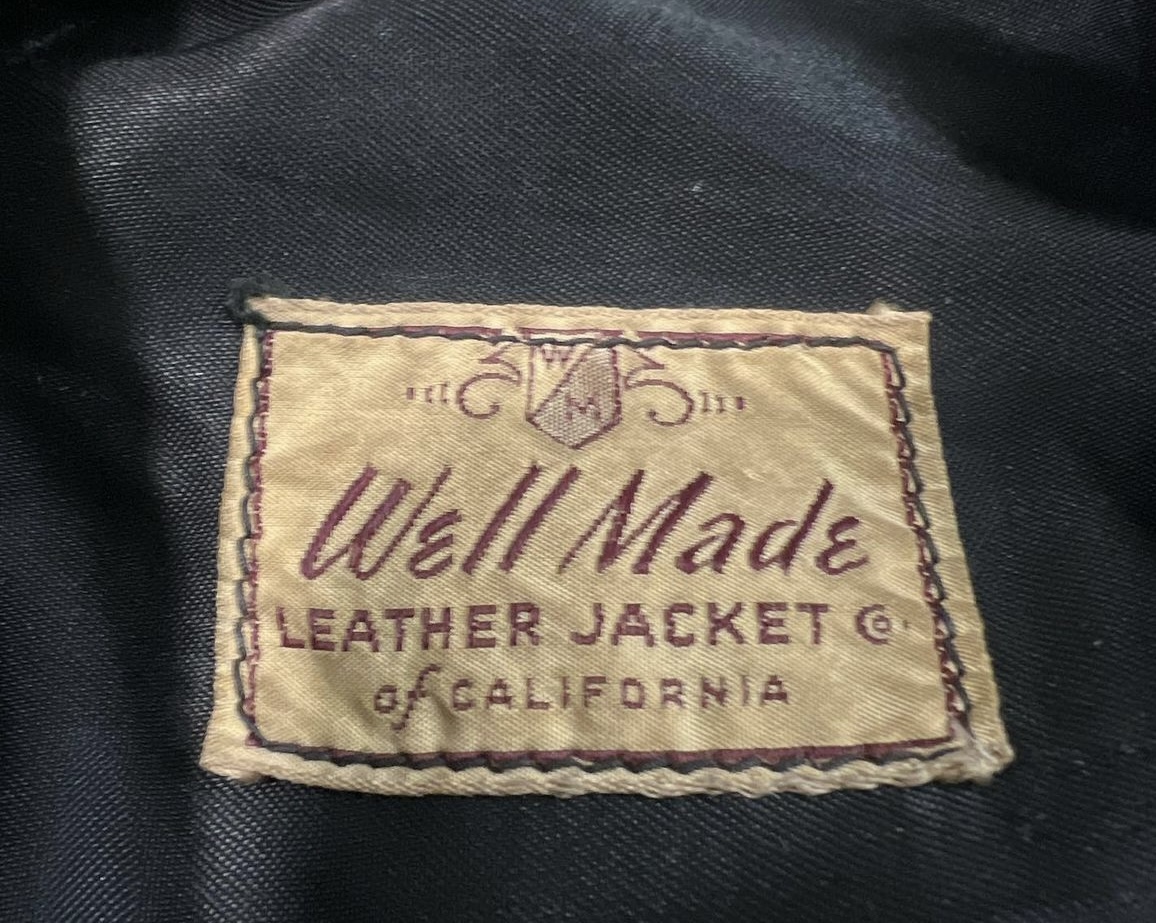 W
M
Well Made
LEATHER JACKET Co.
of CALIFORNIA